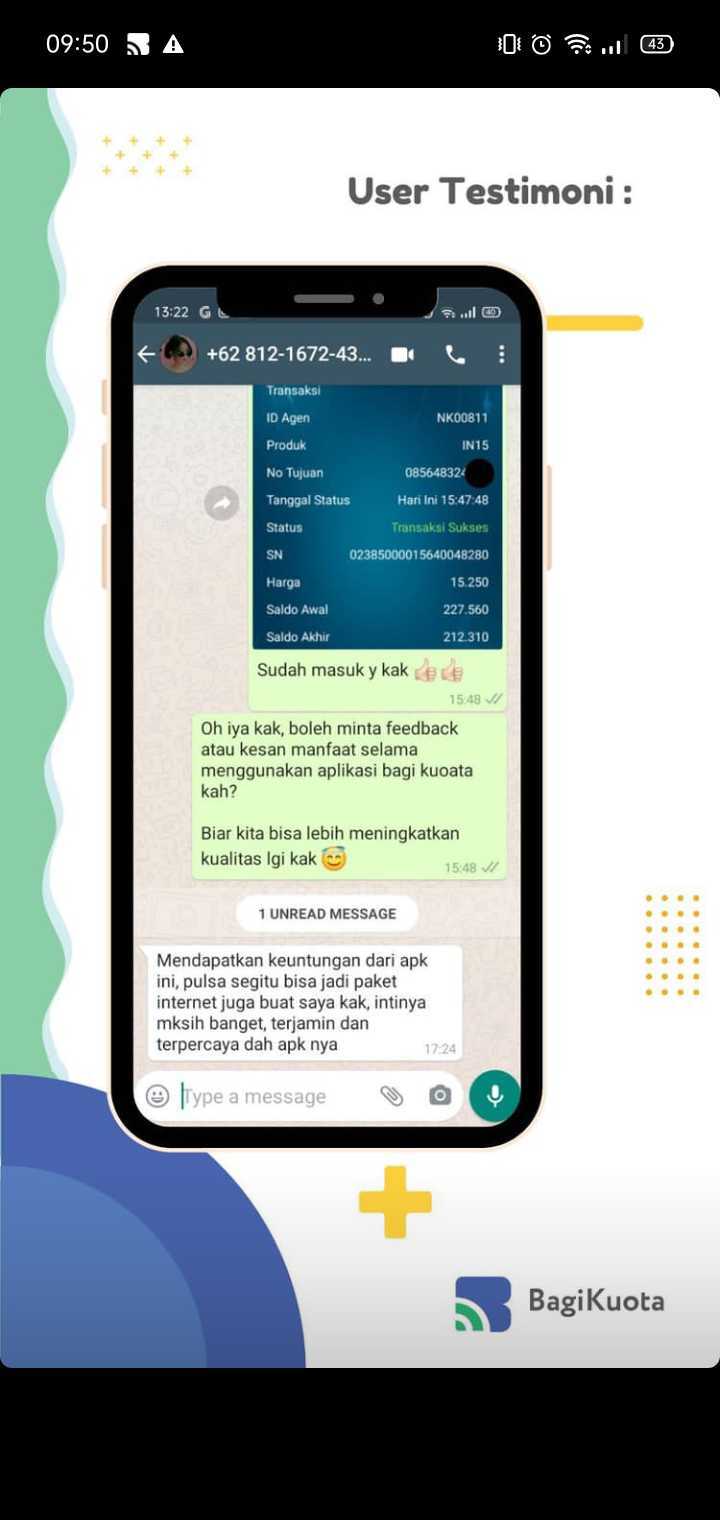 09:50
43
User Testimoni :
13:22
40
+62 812-1672-43...
Transaksi
ID Agen NK00811
Produk IN15
No Tujuan 08564832
Tanggal Status Hari Ini 15:47:48
Status Transaksi Sukses
SN 02385000015640048280
Harga 15.250
Saldo Awal 227.560
Saldo Akhir 212.310
Sudah masuk y kak 👍👍
15:48
Oh iya kak, boleh minta feedback
atau kesan manfaat selama
menggunakan aplikasi bagi kuoata
kah?
Biar kita bisa lebih meningkatkan
kualitas lgi kak 😇
15:48
1 UNREAD MESSAGE
Mendapatkan keuntungan dari apk
ini, pulsa segitu bisa jadi paket
internet juga buat saya kak, intinya
mksih banget, terjamin dan
terpercaya dah apk nya
17:24
Type a message
BagiKuota